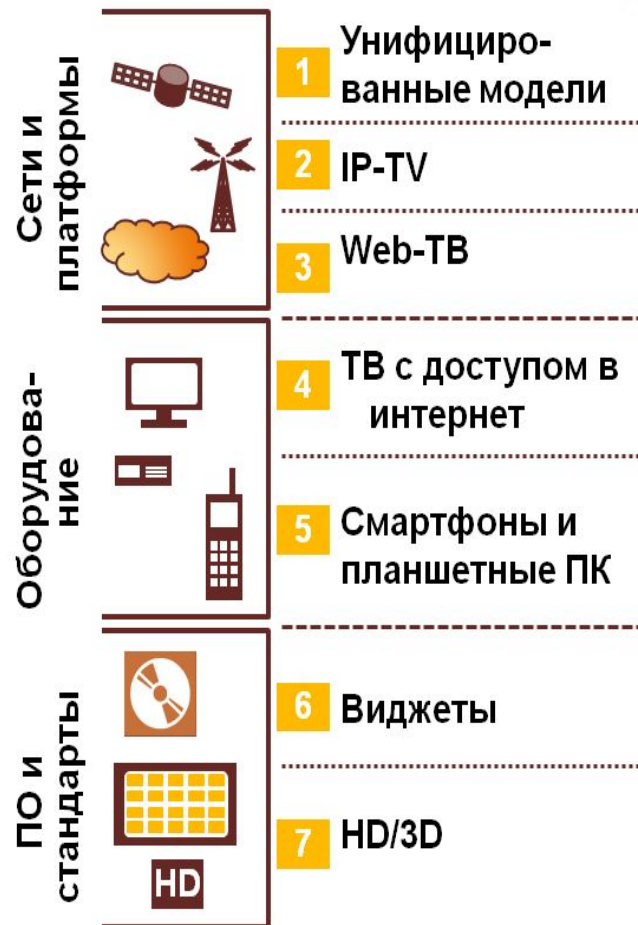 Сети и
платформы
1
Унифициро-
ванные модели
2
IP-TV
3
Web-ТВ
Оборудова-
ние
4
ТВ с доступом в
интернет
5
Смартфоны и
планшетные ПК
ПО и
стандарты
HD
6
Виджеты
7
HD/3D